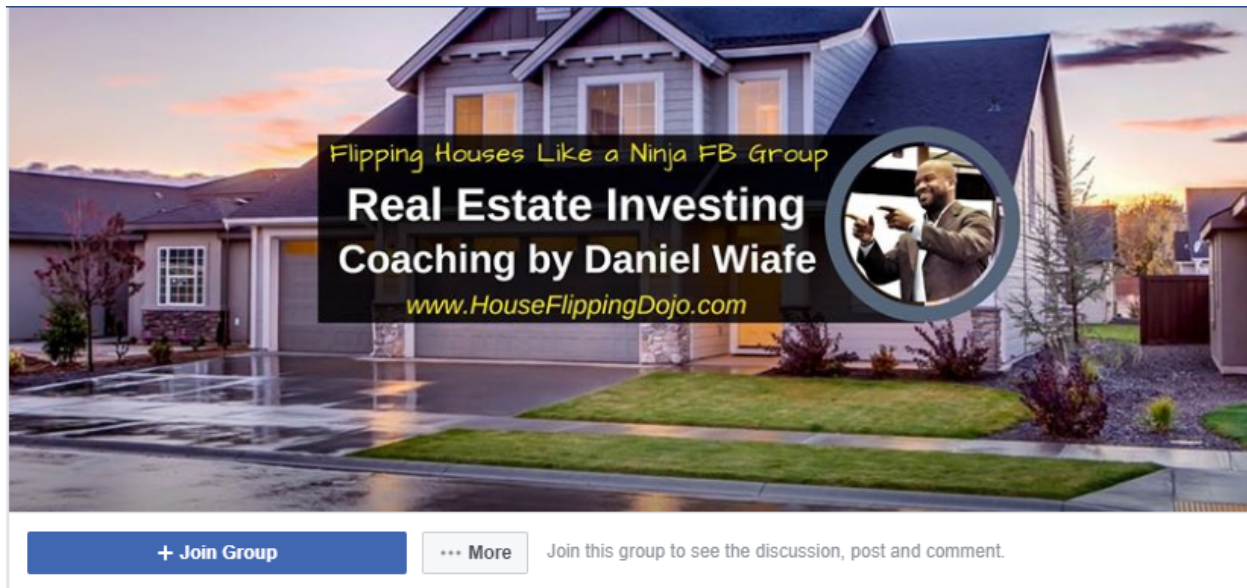 Flipping Houses Like a Ninja FB Group
Real Estate Investing
Coaching by Daniel Wiafe
www.HouseFlippingDojo.com
+ Join Group
••• More
Join this group to see the discussion, post and comment.